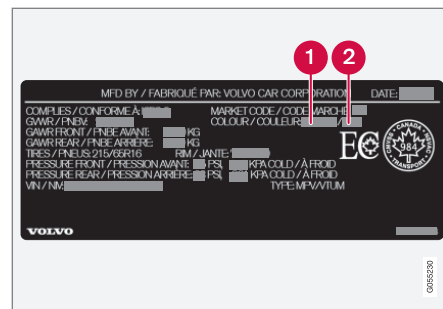 1 2
MFD BY / FABRIQUÉ PAR: VOLVO CAR CORPORATION DATE:
COMPLIES / CONFORME À: MARKET CODE / CODE MARCHE:
GVWR / PNBV: COLOUR / COULEUR: /
GAWR FRONT / PNBE AVANT: KG
GAWR REAR / PNBE ARRIÈRE: KG
TIRES / PNEUS: 215/65R16 RIM / JANTE:
PRESSURE FRONT / PRESSION AVANT: PSI, KPA COLD / À FROID
PRESSURE REAR / PRESSION ARRIÈRE: PSI, KPA COLD / À FROID
VIN / NIV: TYPE: MPV/VTUM
EC
CANADA
984
TRANSPORT
VOLVO
G055230